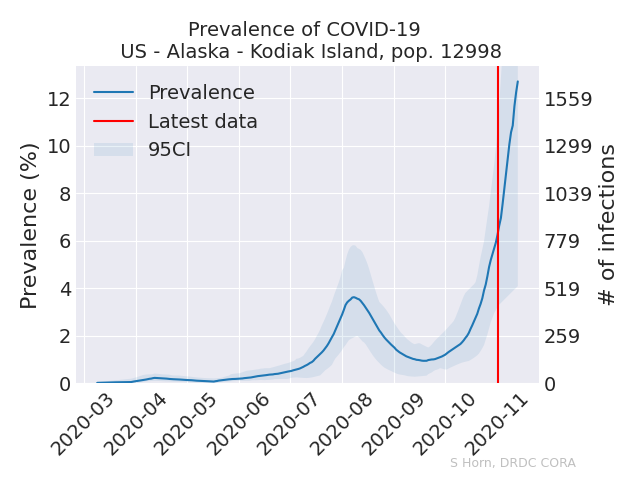 Prevalence of COVID-19
US - Alaska - Kodiak Island, pop. 12998
Prevalence
Latest data
95CI
Prevalence (%)
12
10
8
6
4
2
0
1559
1299
1039
779
519
259
0
# of infections
2020-03
2020-04
2020-05
2020-06
2020-07
2020-08
2020-09
2020-10
2020-11
S Horn, DRDC CORA